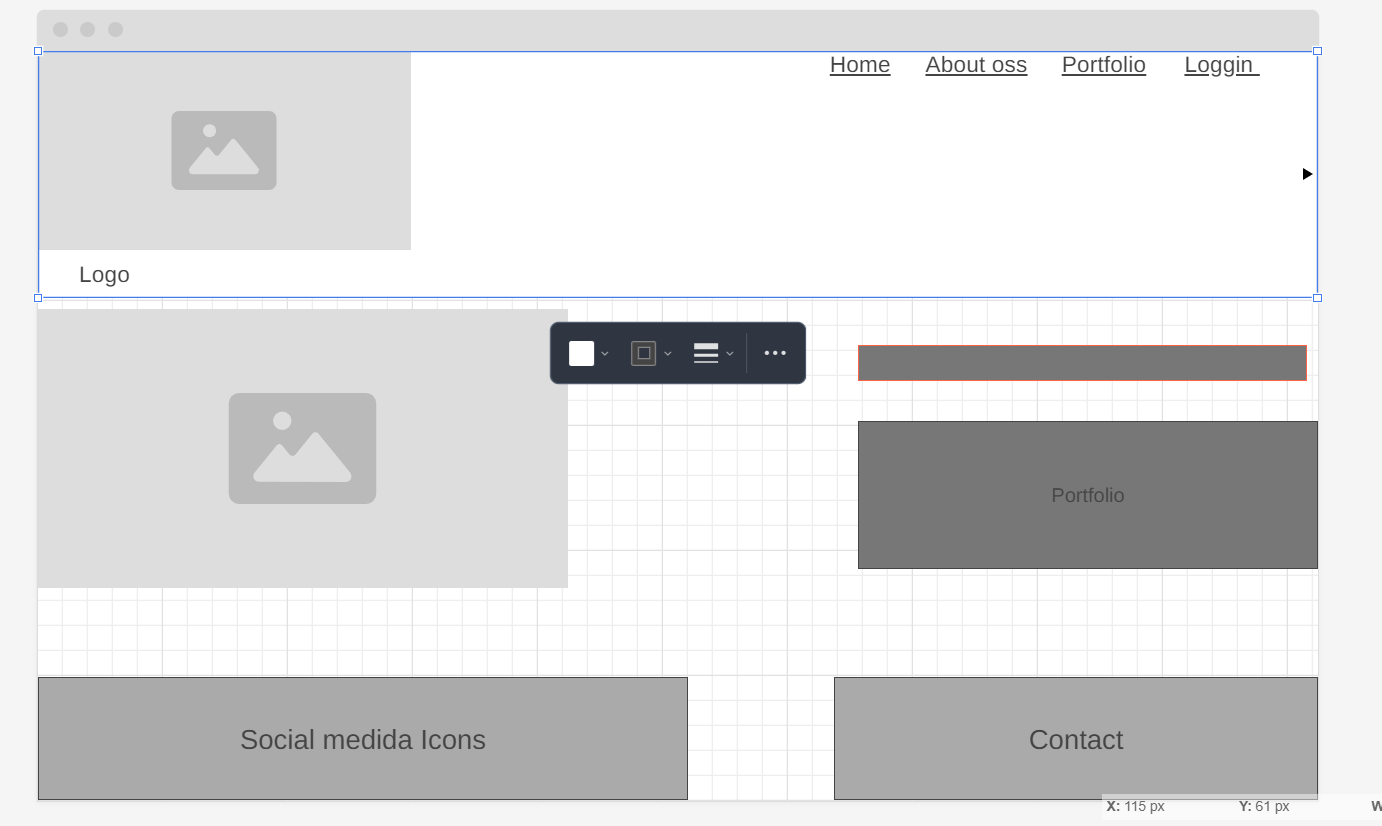 Home About oss Portfolio Loggin
Logo
Portfolio
Social medida Icons
Contact
X: 115 px Y: 61 px W